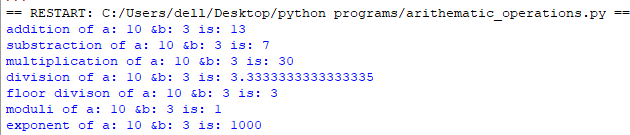 == RESTART: C:/Users/dell/Desktop/python programs/arithematic_operations.py ==
addition of a: 10 &b: 3 is: 13
substraction of a: 10 &b: 3 is: 7
multiplication of a: 10 &b: 3 is: 30
division of a: 10 &b: 3 is: 3.3333333333333335
floor divison of a: 10 &b: 3 is: 3
moduli of a: 10 &b: 3 is: 1
exponent of a: 10 &b: 3 is: 1000